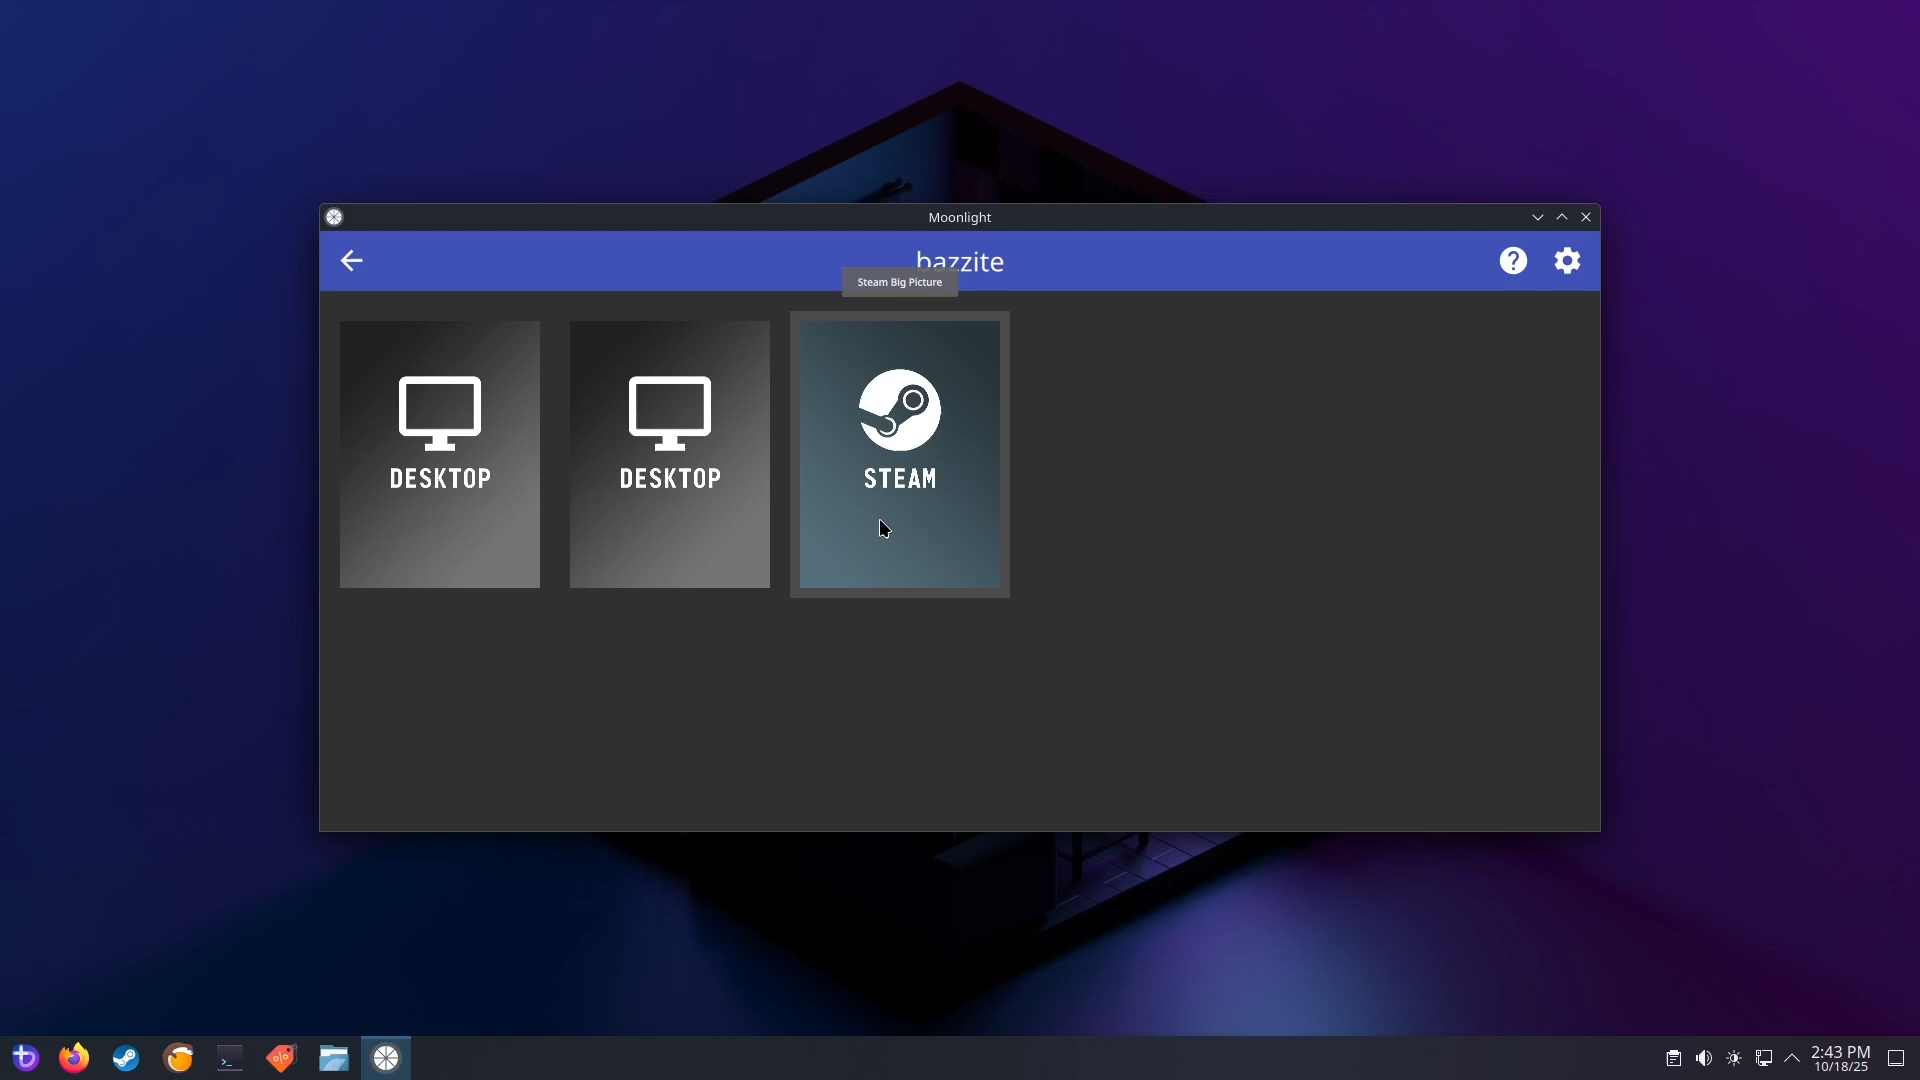 Moonlight
bazzite
Steam Big Picture
DESKTOP
DESKTOP
STEAM
2:43 PM
10/18/25